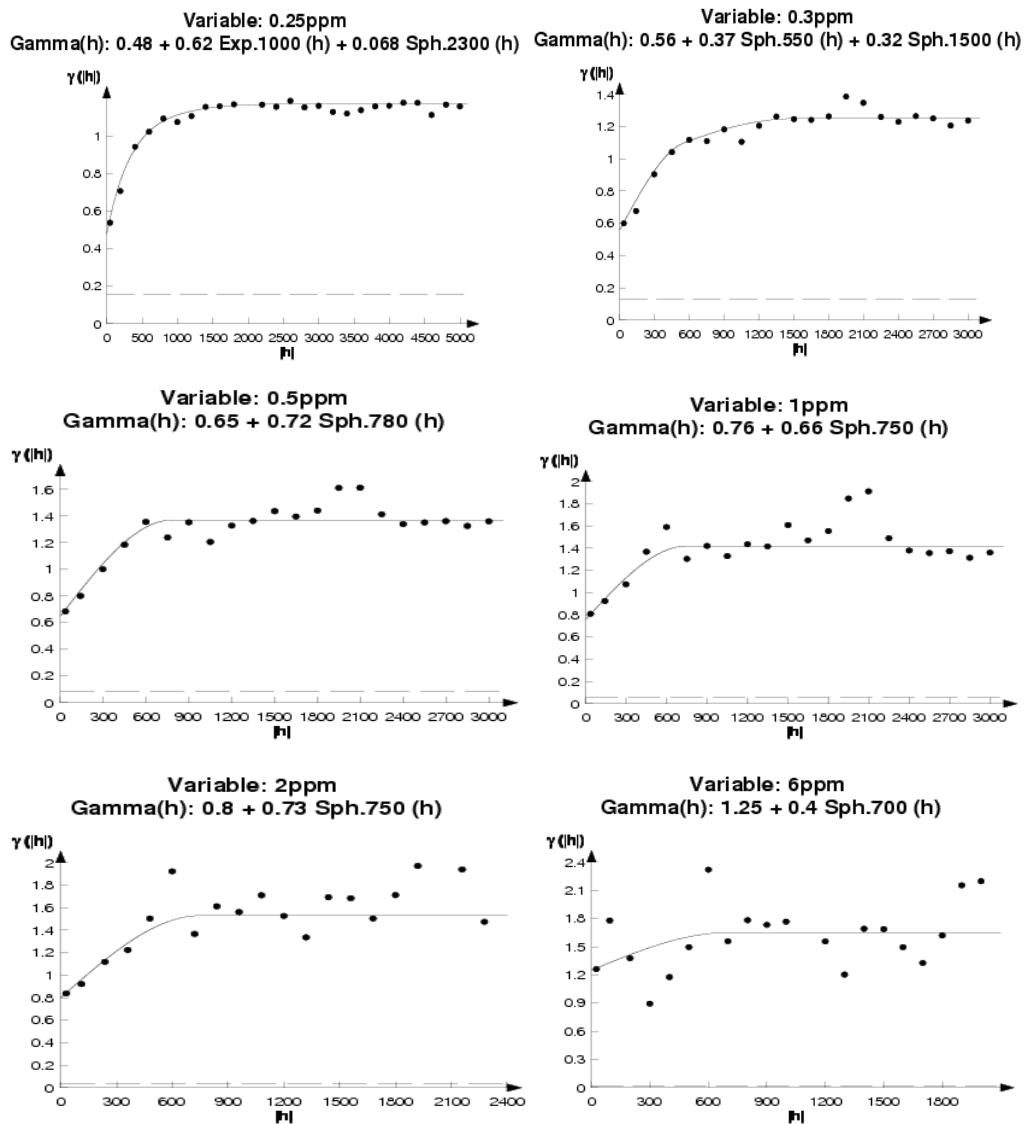 Variable: 0.25ppm
Gamma(h): 0.48 + 0.62 Exp.1000 (h) + 0.068 Sph.2300 (h)
γ(|h|)
1
0.8
0.6
0.4
0.2
0
0 500 1000 1500 2000 2500 3000 3500 4000 4500 5000
|h|
Variable: 0.3ppm
Gamma(h): 0.56 + 0.37 Sph.550 (h) + 0.32 Sph.1500 (h)
γ(|h|)
1.4
1.2
1
0.8
0.6
0.4
0.2
0
0 300 600 900 1200 1500 1800 2100 2400 2700 3000
|h|
Variable: 0.5ppm
Gamma(h): 0.65 + 0.72 Sph.780 (h)
γ(|h|)
1.6
1.4
1.2
1
0.8
0.6
0.4
0.2
0
0 300 600 900 1200 1500 1800 2100 2400 2700 3000
|h|
Variable: 1ppm
Gamma(h): 0.76 + 0.66 Sph.750 (h)
γ(|h|)
2
1.8
1.6
1.4
1.2
1
0.8
0.6
0.4
0.2
0
0 300 600 900 1200 1500 1800 2100 2400 2700 3000
|h|
Variable: 2ppm
Gamma(h): 0.8 + 0.73 Sph.750 (h)
γ(|h|)
2
1.8
1.6
1.4
1.2
1
0.8
0.6
0.4
0.2
0
0 300 600 900 1200 1500 1800 2100 2400
|h|
Variable: 6ppm
Gamma(h): 1.25 + 0.4 Sph.700 (h)
γ(|h|)
2.4
2.1
1.8
1.5
1.2
0.9
0.6
0.3
0
0 300 600 900 1200 1500 1800
|h|